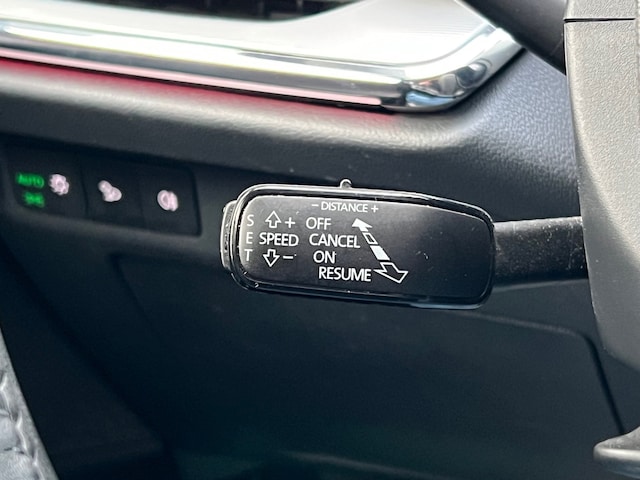 AUTO
- DISTANCE +
S + OFF
E SPEED CANCEL
T - ON
RESUME